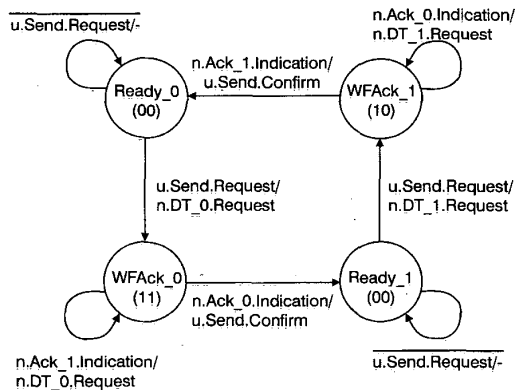 u.Send.Request/-
n.Ack_0.Indication/
n.DT_1.Request
n.Ack_1.Indication/
u.Send.Confirm
Ready_0
(00)
WFAck_1
(10)
u.Send.Request/
n.DT_0.Request
u.Send.Request/
n.DT_1.Request
WFAck_0
(11)
n.Ack_0.Indication/
u.Send.Confirm
Ready_1
(00)
n.Ack_1.Indication/
n.DT_0.Request
u.Send.Request/-